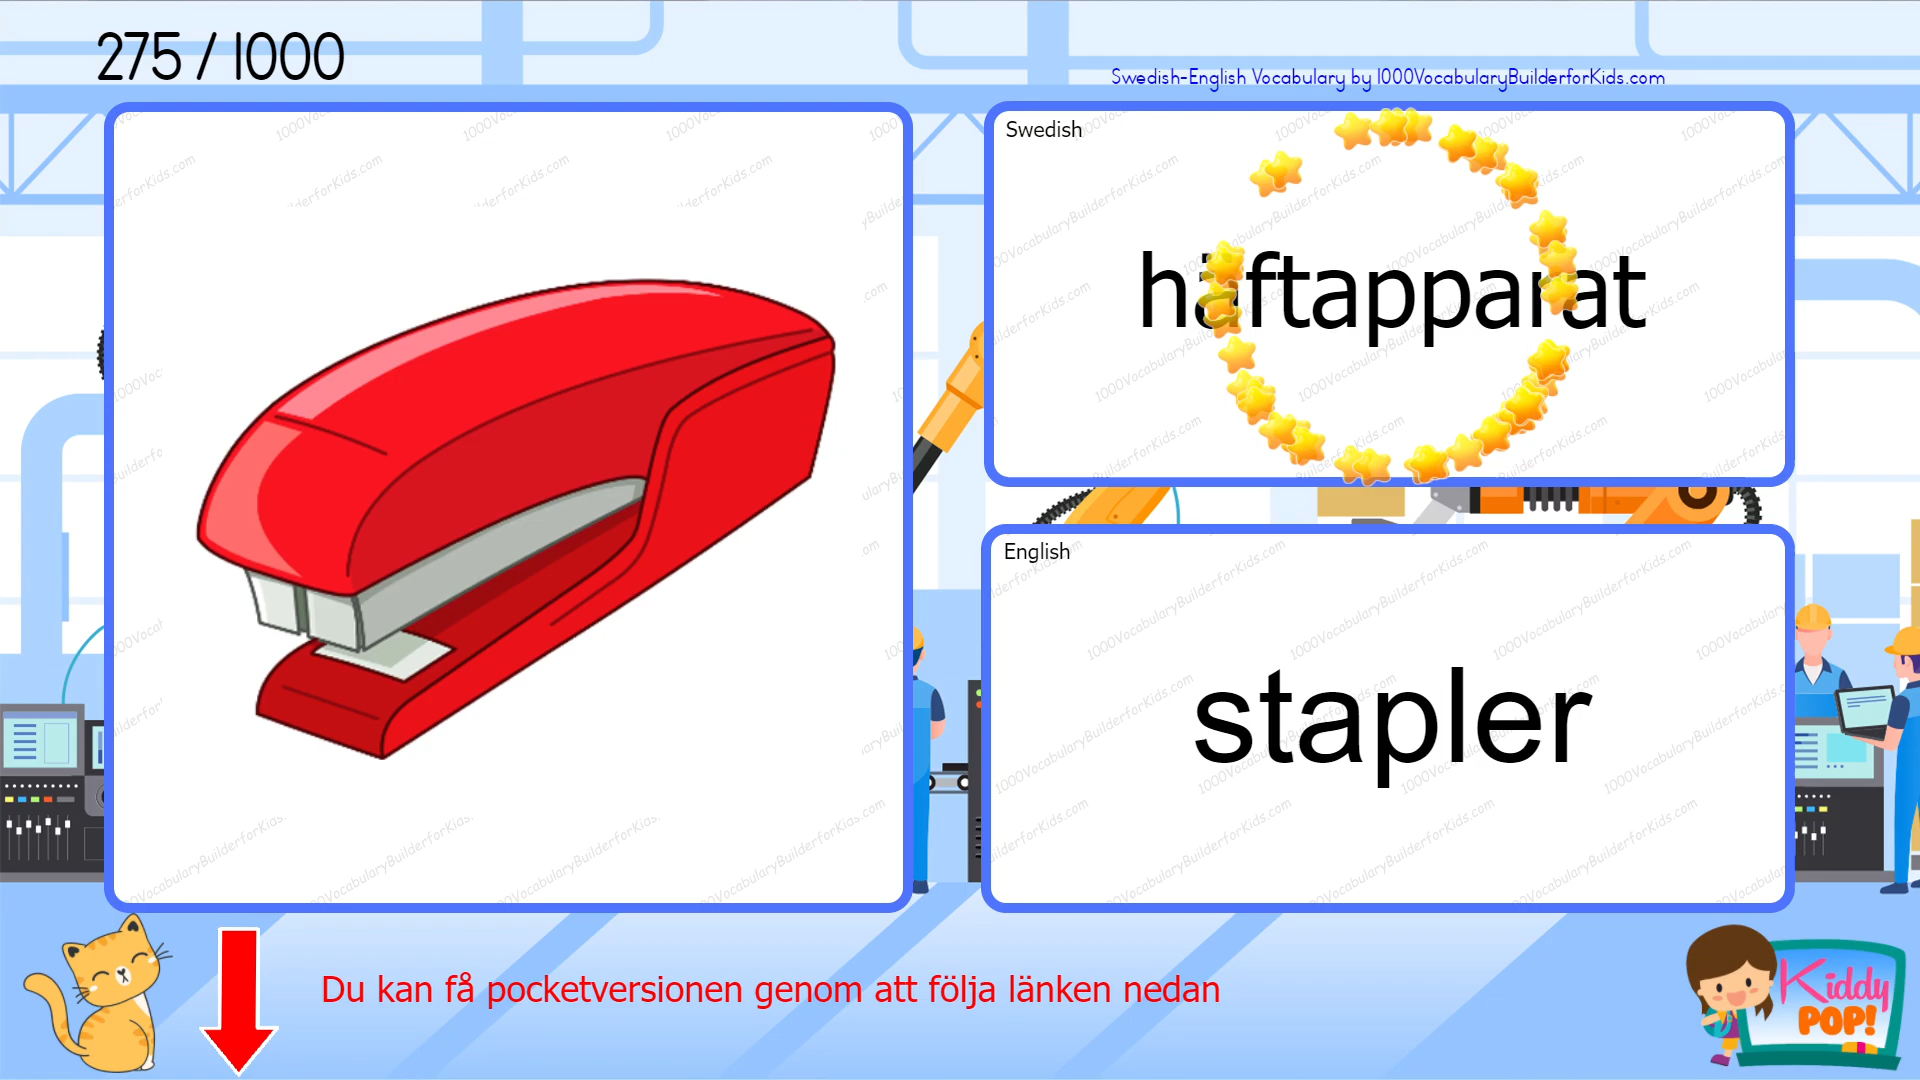 275 / 1000
Swedish-English Vocabulary by 1000VocabularyBuilderforKids.com
Swedish
häftapparat
English
stapler
Du kan få pocketversionen genom att följa länken nedan
Kiddy
POP!